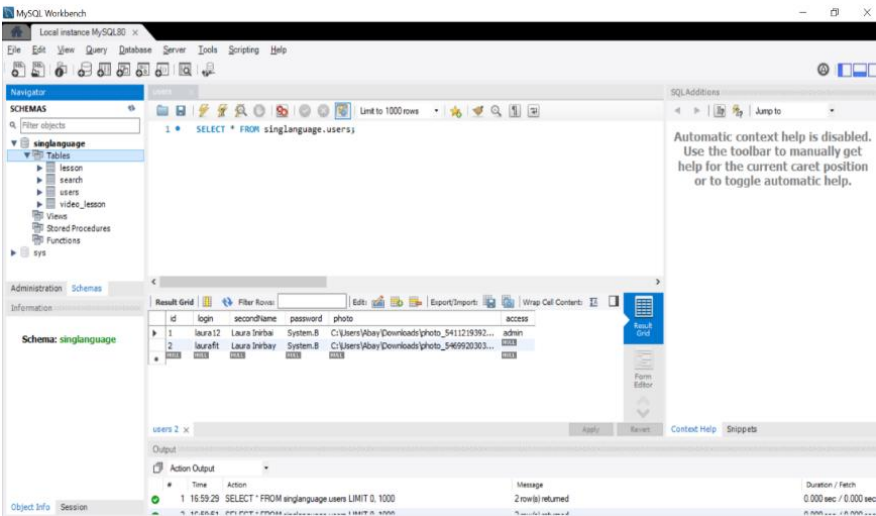 MySQL Workbench
Local instance MySQL80
File Edit View Query Database Server Tools Scripting Help
Navigator
SCHEMAS
Filter objects
singlanguage
Tables
lesson
search
users
video_lesson
Views
Stored Procedures
Functions
sys
Administration Schemas
Information
Schema: singlanguage
Object Info Session
users
Limit to 1000 rows
1 SELECT * FROM singlanguage.users;
Result Grid Filter Rows: Edit: Export/Import: Wrap Cell Content:
id login secondName password photo access
1 laura12 Laura Inirbai System.B C:\Users\Abay\Downloads\photo_5411219392... admin
2 laurafit Laura Inirbay System.B C:\Users\Abay\Downloads\photo_5469920303... NULL
NULL NULL NULL NULL NULL NULL
Result Grid
Form Editor
users 2 Apply Revert
SQLAdditions
Jump to
Automatic context help is disabled.
Use the toolbar to manually get
help for the current caret position
or to toggle automatic help.
Context Help Snippets
Output
Action Output
# Time Action Message Duration / Fetch
1 16:59:29 SELECT * FROM singlanguage.users LIMIT 0, 1000 2 row(s) returned 0.000 sec / 0.000 sec